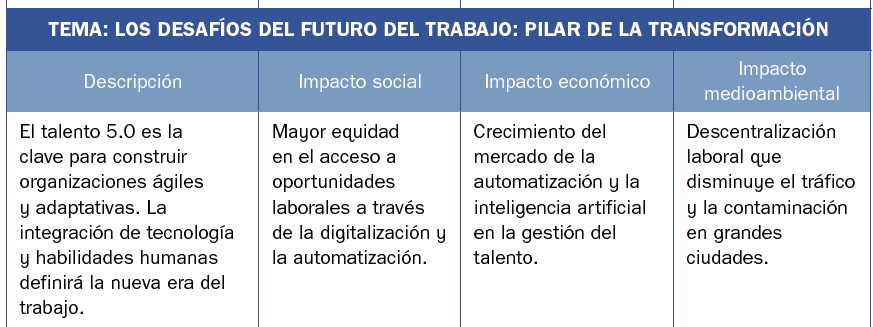 TEMA: LOS DESAFÍOS DEL FUTURO DEL TRABAJO: PILAR DE LA TRANSFORMACIÓN
Descripción
Impacto social
Impacto económico
Impacto
medioambiental
El talento 5.0 es la
clave para construir
organizaciones ágiles
y adaptativas. La
integración de tecnología
y habilidades humanas
definirá la nueva era del
trabajo.
Mayor equidad
en el acceso a
oportunidades
laborales a través
de la digitalización y
la automatización.
Crecimiento del
mercado de la
automatización y la
inteligencia artificial
en la gestión del
talento.
Descentralización
laboral que
disminuye el tráfico
y la contaminación
en grandes
ciudades.